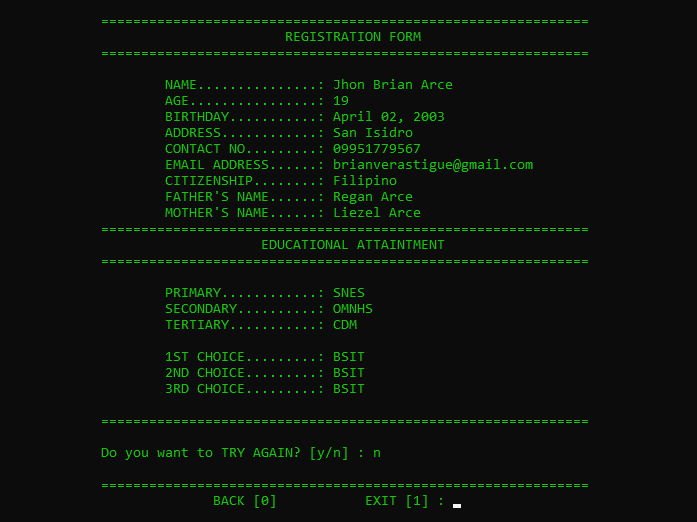 =============================================================
REGISTRATION FORM
=============================================================
NAME...............: Jhon Brian Arce
AGE................: 19
BIRTHDAY...........: April 02, 2003
ADDRESS............: San Isidro
CONTACT NO.........: 09951779567
EMAIL ADDRESS......: brianverastigue@gmail.com
CITIZENSHIP........: Filipino
FATHER'S NAME......: Regan Arce
MOTHER'S NAME......: Liezel Arce
=============================================================
EDUCATIONAL ATTAINTMENT
=============================================================
PRIMARY............: SNES
SECONDARY..........: OMNHS
TERTIARY...........: CDM
1ST CHOICE.........: BSIT
2ND CHOICE.........: BSIT
3RD CHOICE.........: BSIT
=============================================================
Do you want to TRY AGAIN? [y/n] : n
=============================================================
BACK [0]           EXIT [1] :